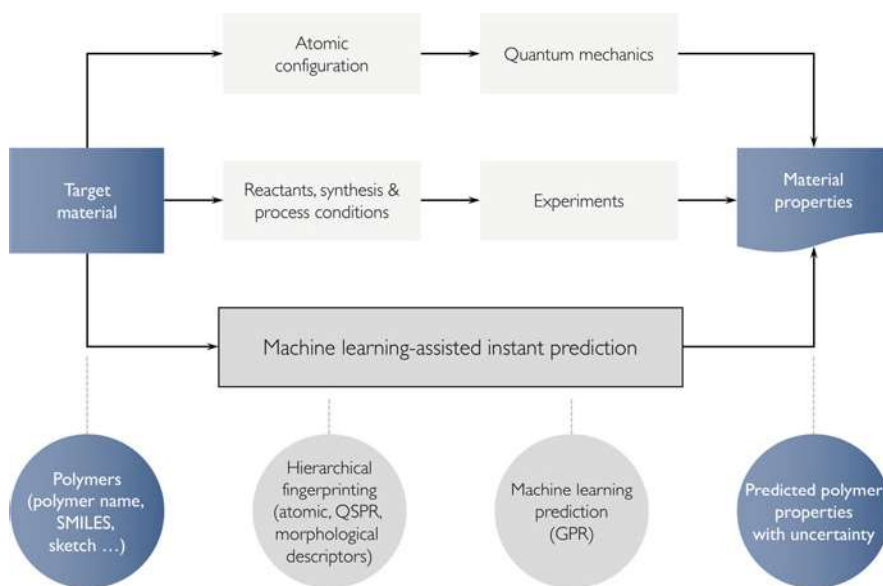 Atomic
configuration
Quantum mechanics
Target
material
Reactants, synthesis &
process conditions
Experiments
Material
properties
Machine learning-assisted instant prediction
Polymers
(polymer name,
SMILES,
sketch ...)
Hierarchical
fingerprinting
(atomic, QSPR,
morphological
descriptors)
Machine learning
prediction
(GPR)
Predicted polymer
properties
with uncertainty